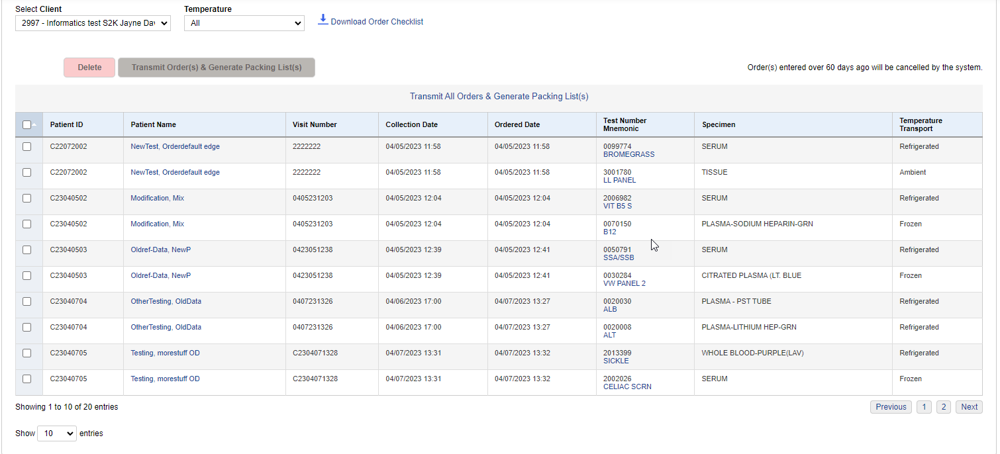 Select Client
Temperature
2997 - Informatics test S2K Jayne Dav
All
Download Order Checklist
Delete
Transmit Order(s) & Generate Packing List(s)
Order(s) entered over 60 days ago will be cancelled by the system.
Transmit All Orders & Generate Packing List(s)
Patient ID Patient Name Visit Number Collection Date Ordered Date Test Number Mnemonic Specimen Temperature Transport
C22072002 NewTest, Orderdefault edge 2222222 04/05/2023 11:58 04/05/2023 11:58 0099774 BROMEGRASS SERUM Refrigerated
C22072002 NewTest, Orderdefault edge 2222222 04/05/2023 11:58 04/05/2023 11:58 3001780 LL PANEL TISSUE Ambient
C23040502 Modification, Mix 0405231203 04/05/2023 12:04 04/05/2023 12:04 2006982 VIT B5 S SERUM Refrigerated
C23040502 Modification, Mix 0405231203 04/05/2023 12:04 04/05/2023 12:04 0070150 B12 PLASMA-SODIUM HEPARIN-GRN Frozen
C23040503 Oldref-Data, NewP 0423051238 04/05/2023 12:39 04/05/2023 12:41 0050791 SSA/SSB SERUM Refrigerated
C23040503 Oldref-Data, NewP 0423051238 04/05/2023 12:39 04/05/2023 12:41 0030284 VW PANEL 2 CITRATED PLASMA (LT. BLUE Frozen
C23040704 OtherTesting, OldData 0407231326 04/06/2023 17:00 04/07/2023 13:27 0020030 ALB PLASMA - PST TUBE Refrigerated
C23040704 OtherTesting, OldData 0407231326 04/06/2023 17:00 04/07/2023 13:27 0020008 ALT PLASMA-LITHIUM HEP-GRN Refrigerated
C23040705 Testing, morestuff OD C2304071328 04/07/2023 13:31 04/07/2023 13:32 2013399 SICKLE WHOLE BLOOD-PURPLE(LAV) Refrigerated
C23040705 Testing, morestuff OD C2304071328 04/07/2023 13:31 04/07/2023 13:32 2002026 CELIAC SCRN SERUM Frozen
Showing 1 to 10 of 20 entries
Previous 1 2 Next
Show 10 entries